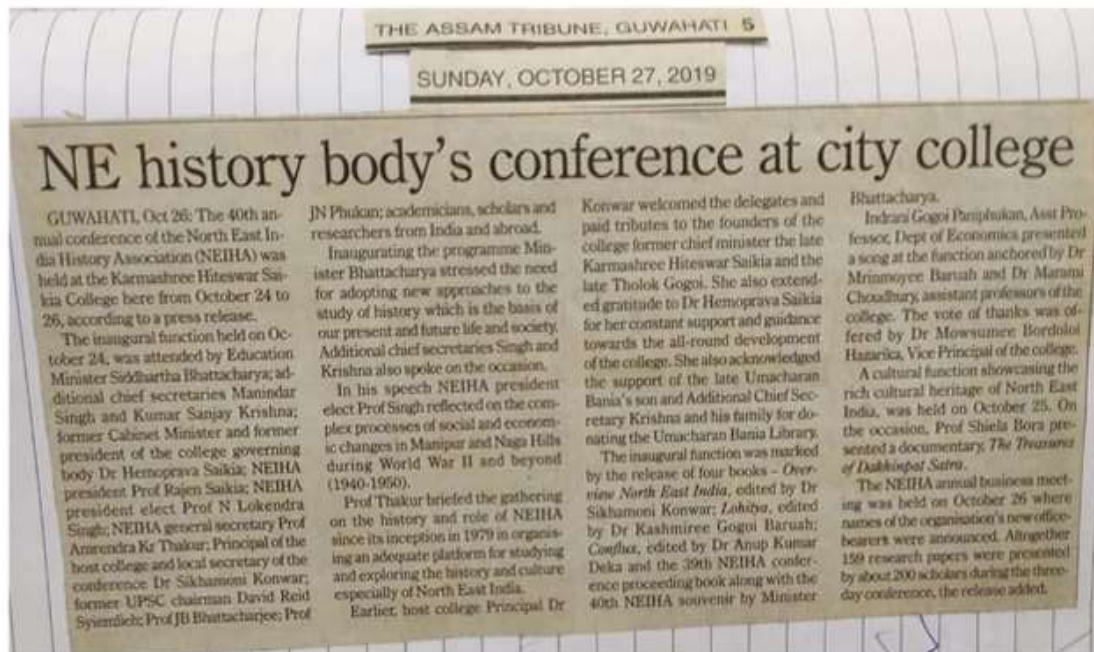 THE ASSAM TRIBUNE, GUWAHATI 5
SUNDAY, OCTOBER 27, 2019
NE history body's conference at city college
GUWAHATI, Oct 26: The 40th an-
nual conference of the North East In-
dia History Association (NEIHA) was
held at the Karmashree Hiteswar Sai-
kia College here from October 24 to
26, according to a press release.
The inaugural function held on Oc-
tober 24, was attended by Education
Minister Siddhartha Bhattacharya; ad-
ditional chief secretaries Manindar
Singh and Kumar Sanjay Krishna;
former Cabinet Minister and former
president of the college governing
body Dr Hemoprava Saikia; NEIHA
president Prof Rajen Saikia; NEIHA
president elect Prof N Lokendra
Singh; NEIHA general secretary Prof
Amrendra Kr Thakur; Principal of the
host college and local secretary of the
conference Dr Sikhamoni Konwar;
former UPSC chairman David Reid
Syiemlieh; Prof JB Bhattacharjee; Prof
JN Phukan; academicians, scholars and
researchers from India and abroad.
Inaugurating the programme Min-
ister Bhattacharya stressed the need
for adopting new approaches to the
study of history which is the basis of
our present and future life and society.
Additional chief secretaries Singh and
Krishna also spoke on the occasion.
In his speech NEIHA president
elect Prof Singh reflected on the com-
plex processes of social and econom-
ic changes in Manipur and Naga Hills
during World War II and beyond
(1940-1950).
Prof Thakur briefed the gathering
on the history and role of NEIHA
since its inception in 1979 in organis-
ing an adequate platform for studying
and exploring the history and culture
especially of North East India.
Earlier, host college Principal Dr
Konwar welcomed the delegates and
paid tributes to the founders of the
college former chief minister the late
Karmashree Hiteswar Saikia and the
late Tholok Gogoi. She also extend-
ed gratitude to Dr Hemoprava Saikia
for her constant support and guidance
towards the all-round development
of the college. She also acknowledged
the support of the late Umacharan
Bania's son and Additional Chief Sec-
retary Krishna and his family for do-
nating the Umacharan Bania Library.
The inaugural function was marked
by the release of four books – Over-
view North East India, edited by Dr
Sikhamoni Konwar; Lohitya, edited
by Dr Kashmiree Gogoi Baruah;
Conflux, edited by Dr Anup Kumar
Deka and the 39th NEIHA confer-
ence proceeding book along with the
40th NEIHA souvenir by Minister
Bhattacharya.
Indrani Gogoi Paniphukan, Asst Pro-
fessor, Dept of Economics presented
a song at the function anchored by Dr
Mrinmoyee Baruah and Dr Marami
Choudhury, assistant professors of the
college. The vote of thanks was of-
fered by Dr Mowsumee Bordoloi
Hazarika, Vice Principal of the college.
A cultural function showcasing the
rich cultural heritage of North East
India, was held on October 25. On
the occasion, Prof Shiela Bora pre-
sented a documentary, The Treasures
of Dakhinpat Satra.
The NEIHA annual business meet-
ing was held on October 26 where
names of the organisation's new office-
bearers were announced. Altogether
159 research papers were presented
by about 200 scholars during the three-
day conference, the release added.